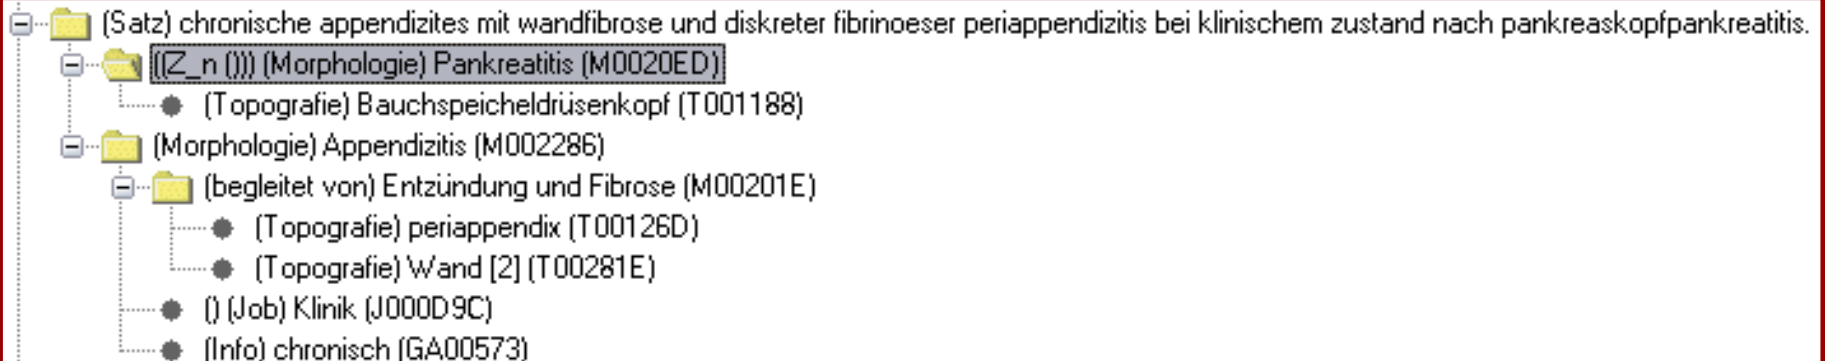 (Satz) chronische appendizites mit wandfibrose und diskreter fibrinoeser periappendizitis bei klinischem zustand nach pankreaskopfpankreatitis.
((Z_n ())) (Morphologie) Pankreatitis (M0020ED)
(Topografie) Bauchspeicheldrüsenkopf (T001188)
(Morphologie) Appendizitis (M002286)
(begleitet von) Entzündung und Fibrose (M00201E)
(Topografie) periappendix (T00126D)
(Topografie) Wand [2] (T00281E)
() (Job) Klinik (J000D9C)
(Info) chronisch (GA00573)